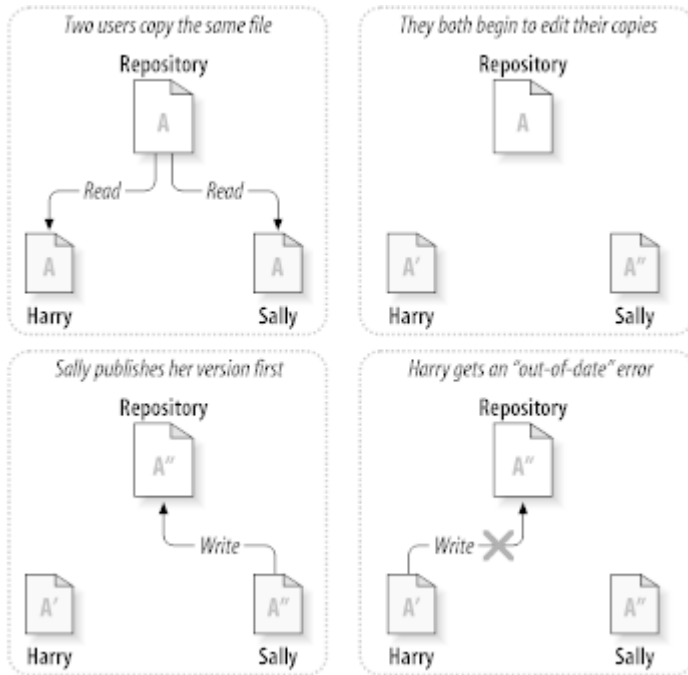 Two users copy the same file
Repository
A
Read
Read
A
A
Harry
Sally
They both begin to edit their copies
Repository
A
A'
A"
Harry
Sally
Sally publishes her version first
Repository
A"
Write
A'
A"
Harry
Sally
Harry gets an “out-of-date” error
Repository
A"
Write
A'
A"
Harry
Sally